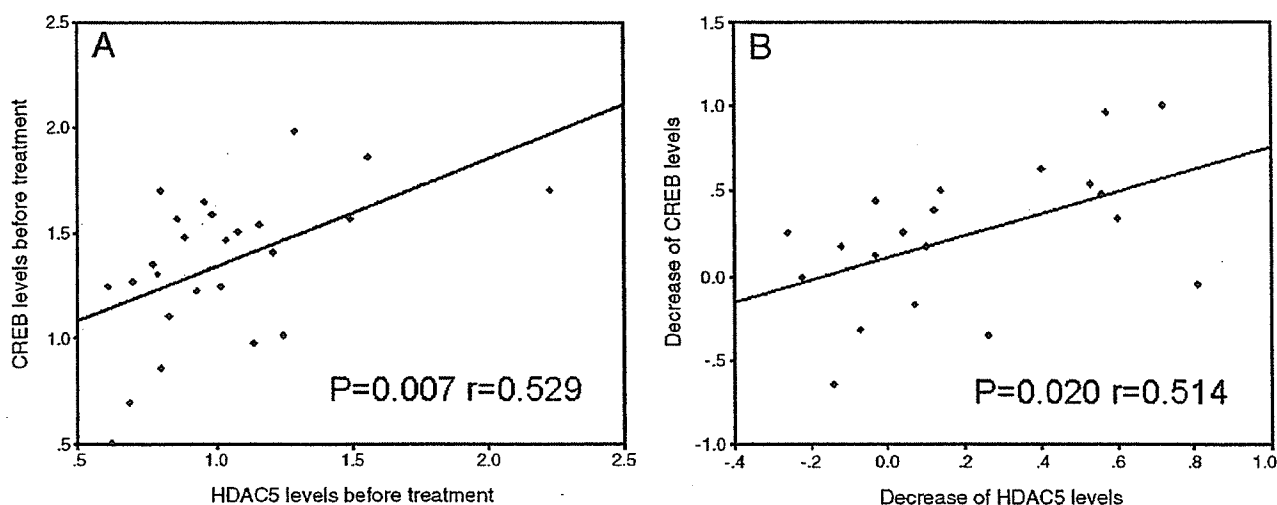 A
CREB levels before treatment
2.5
2.0
1.5
1.0
.5
.5 1.0 1.5 2.0 2.5
HDAC5 levels before treatment
P=0.007 r=0.529
B
Decrease of CREB levels
1.5
1.0
.5
0.0
-.5
-1.0
-.4 -.2 0.0 .2 .4 .6 .8 1.0
Decrease of HDAC5 levels
P=0.020 r=0.514